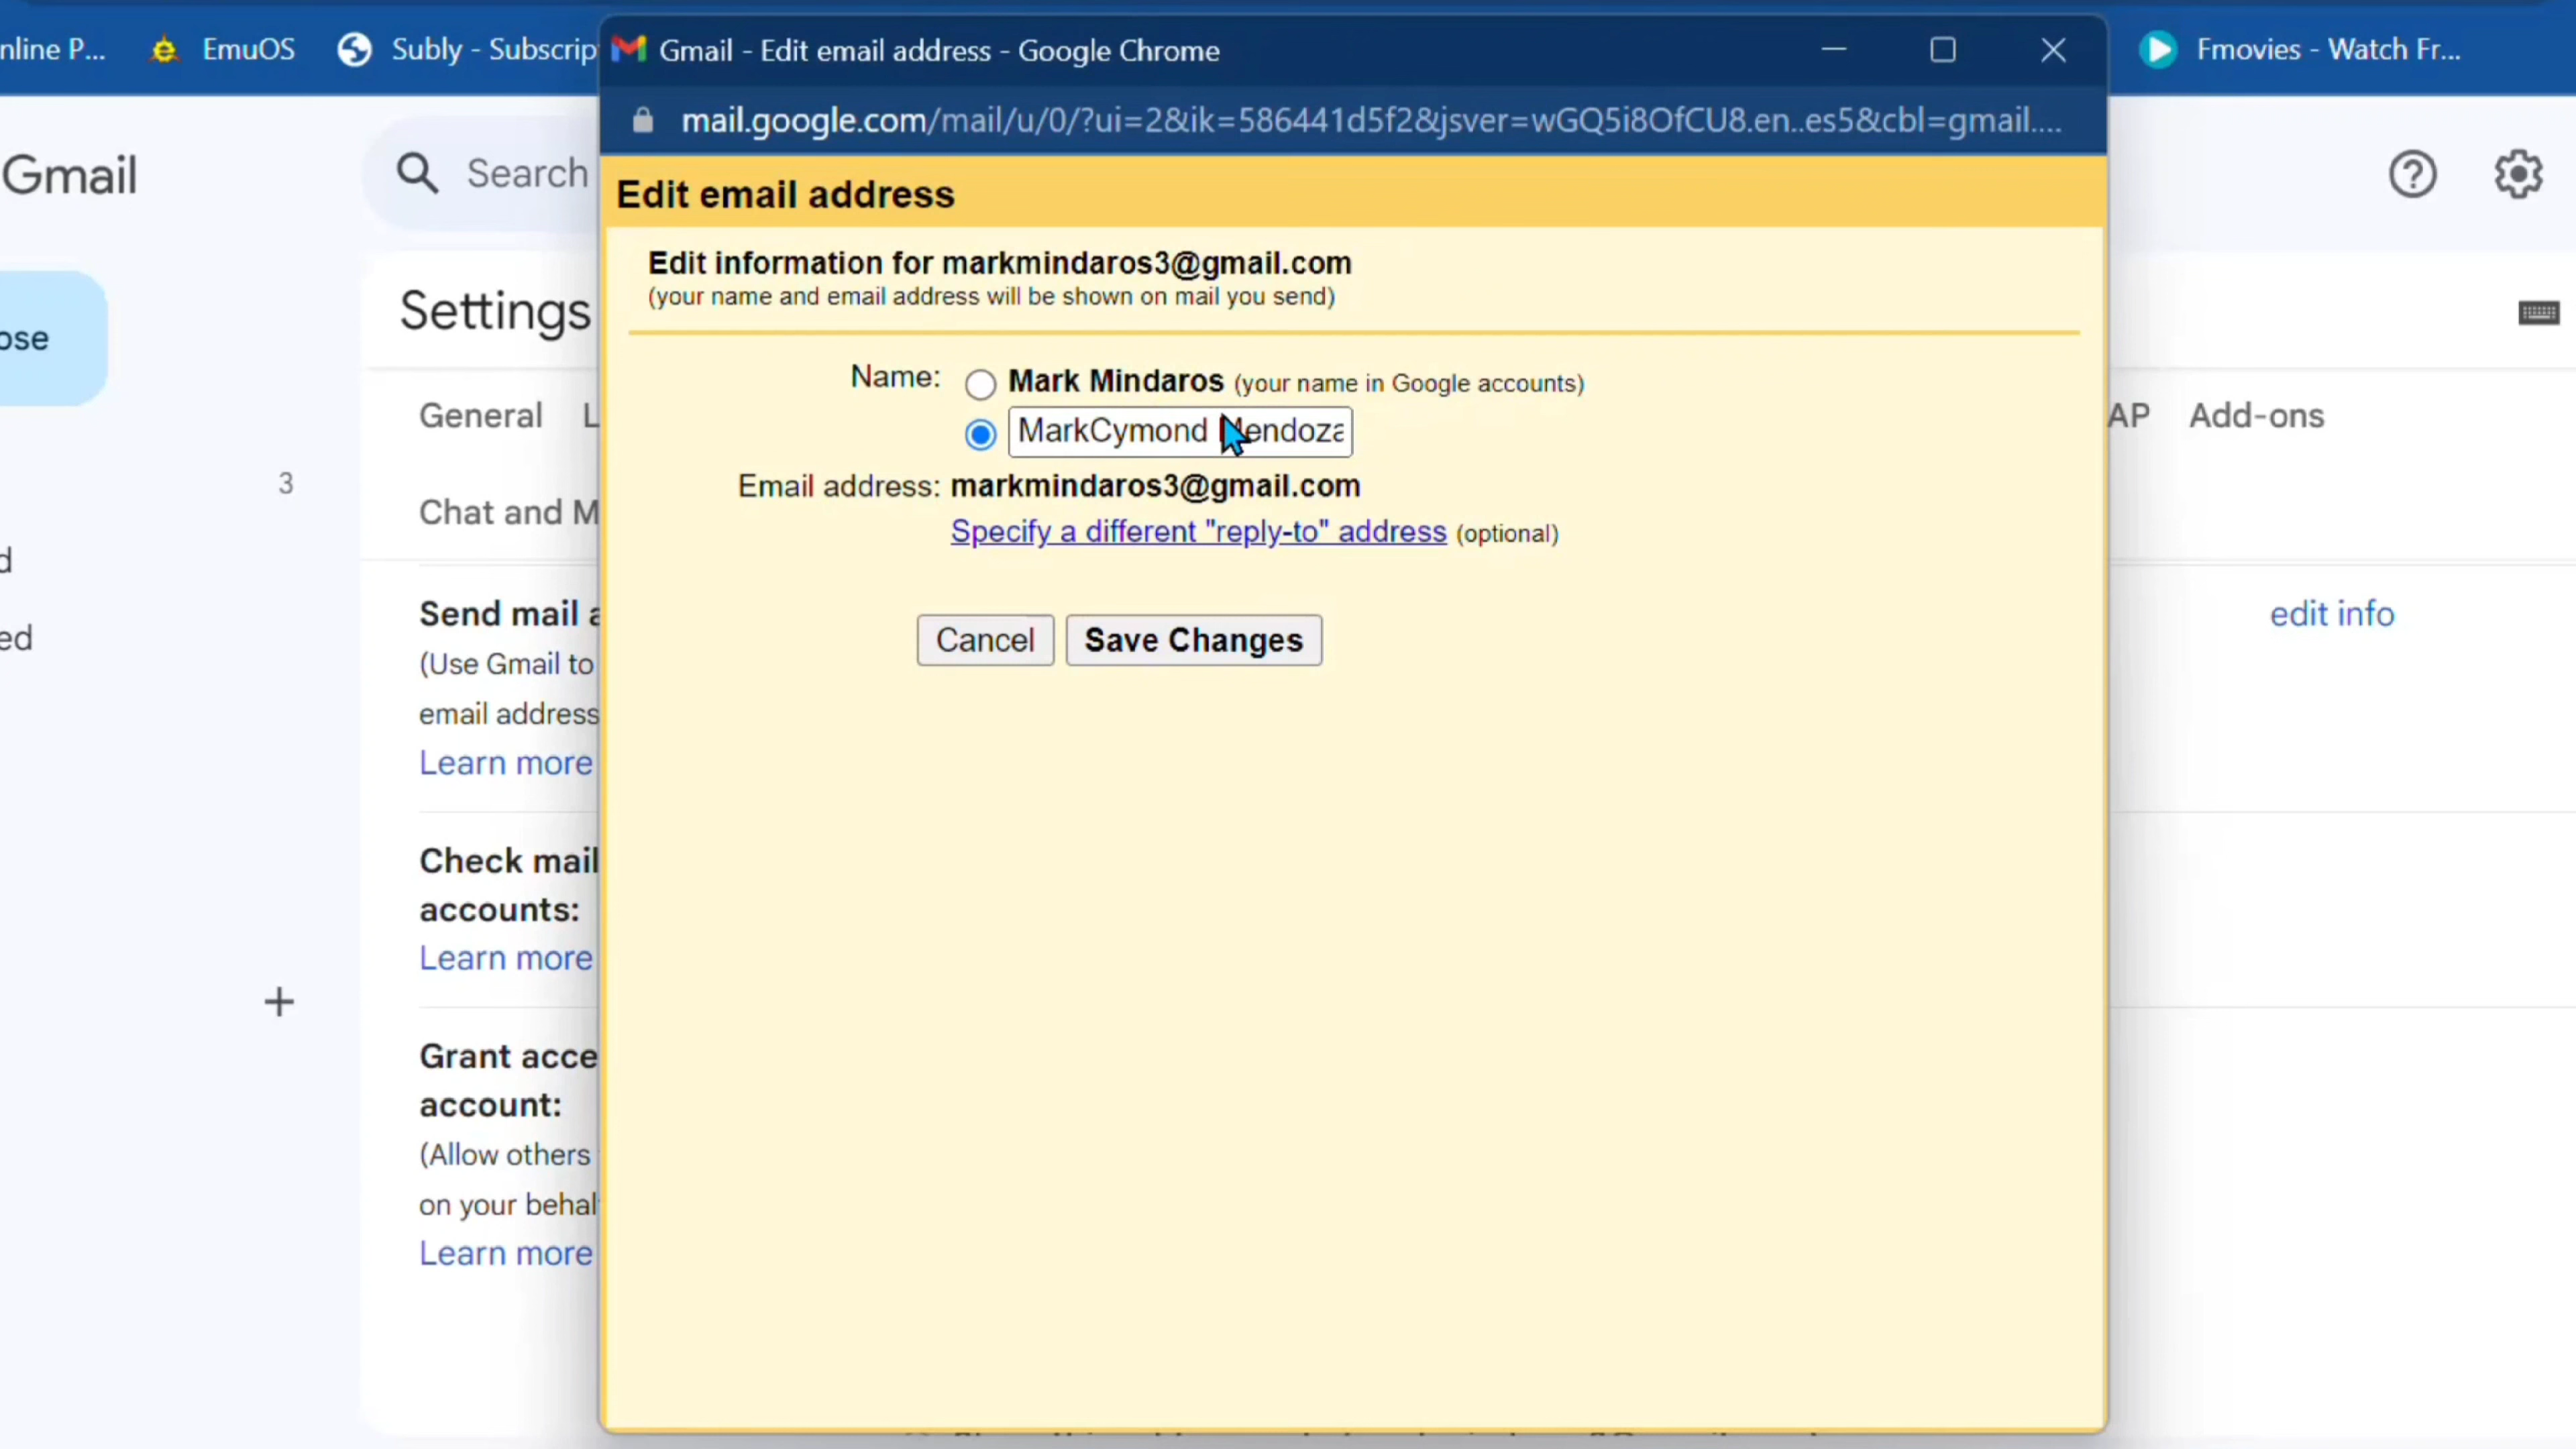 nline P... EmuOS Subly - Subscrip Gmail - Edit email address - Google Chrome Fmovies - Watch Fr...
mail.google.com/mail/u/0/?ui=2&ik=586441d5f2&jsver=wGQ5i8OfCU8.en..es5&cbl=gmail....
Gmail Search
Edit email address
Edit information for markmindaros3@gmail.com
(your name and email address will be shown on mail you send)
Settings
ose
Name: Mark Mindaros (your name in Google accounts)
General L AP Add-ons
MarkCymond Mendoza
3
Email address: markmindaros3@gmail.com
Chat and M
Specify a different "reply-to" address (optional)
d
Send mail a edit info
ed
Cancel Save Changes
(Use Gmail to
email address
Learn more
Check mail
accounts:
Learn more
+
Grant acce
account:
(Allow others
on your behal
Learn more